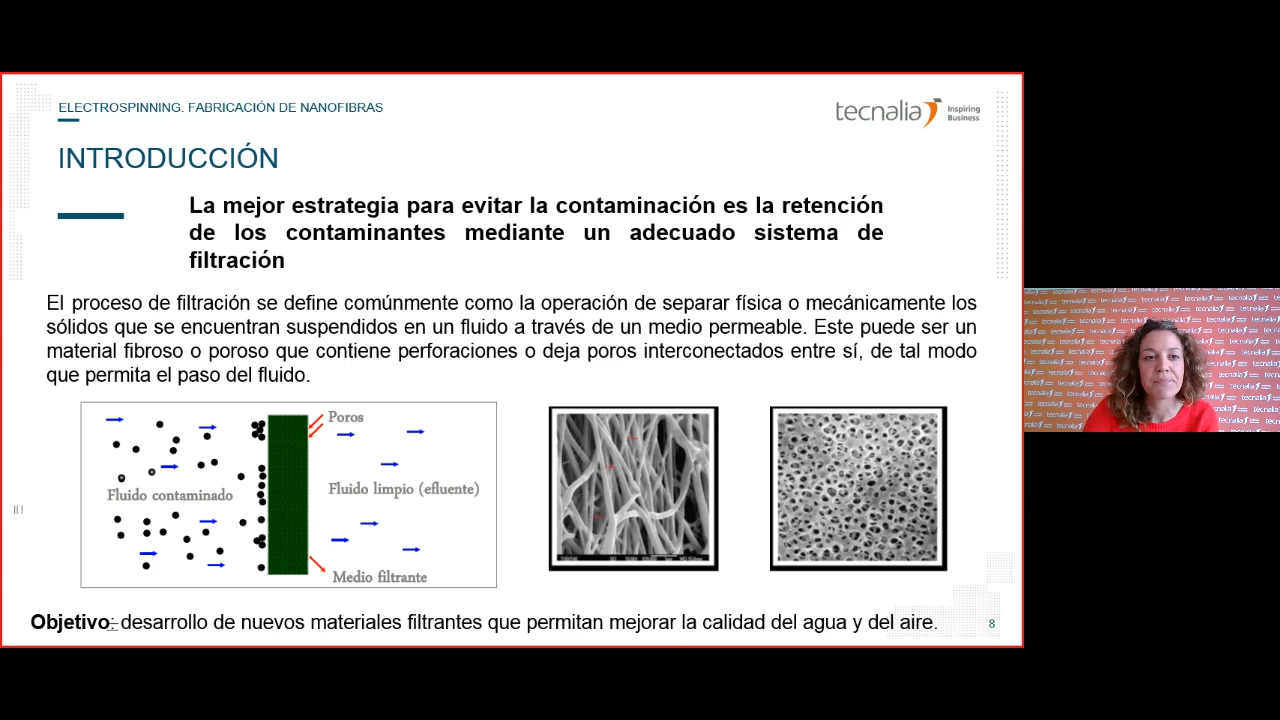 ELECTROSPINNING. FABRICACIÓN DE NANOFIBRAS
tecnalia Inspiring Business
INTRODUCCIÓN
La mejor estrategia para evitar la contaminación es la retención
de los contaminantes mediante un adecuado sistema de
filtración
El proceso de filtración se define comúnmente como la operación de separar física o mecánicamente los
sólidos que se encuentran suspendidos en un fluido a través de un medio permeable. Este puede ser un
material fibroso o poroso que contiene perforaciones o deja poros interconectados entre sí, de tal modo
que permita el paso del fluido.
Poros
Fluido contaminado
Fluido limpio (efluente)
Medio filtrante
Objetivo: desarrollo de nuevos materiales filtrantes que permitan mejorar la calidad del agua y del aire.
8